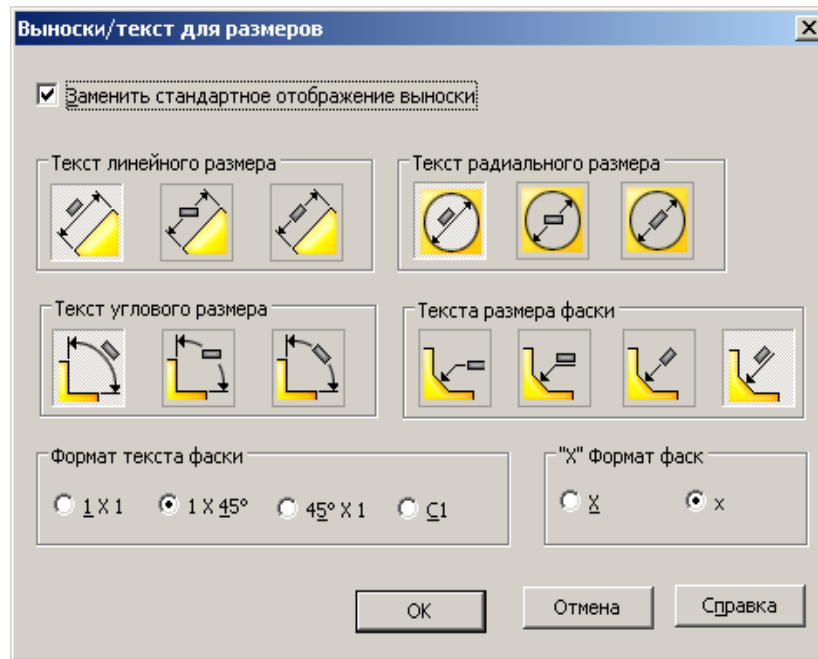 Выноски/текст для размеров
Заменить стандартное отображение выноски
Текст линейного размера
Текст радиального размера
Текст углового размера
Текста размера фаски
Формат текста фаски
1 X 1
1 X 45°
45° X 1
C1
"X" Формат фаск
X
x
OK
Отмена
Справка